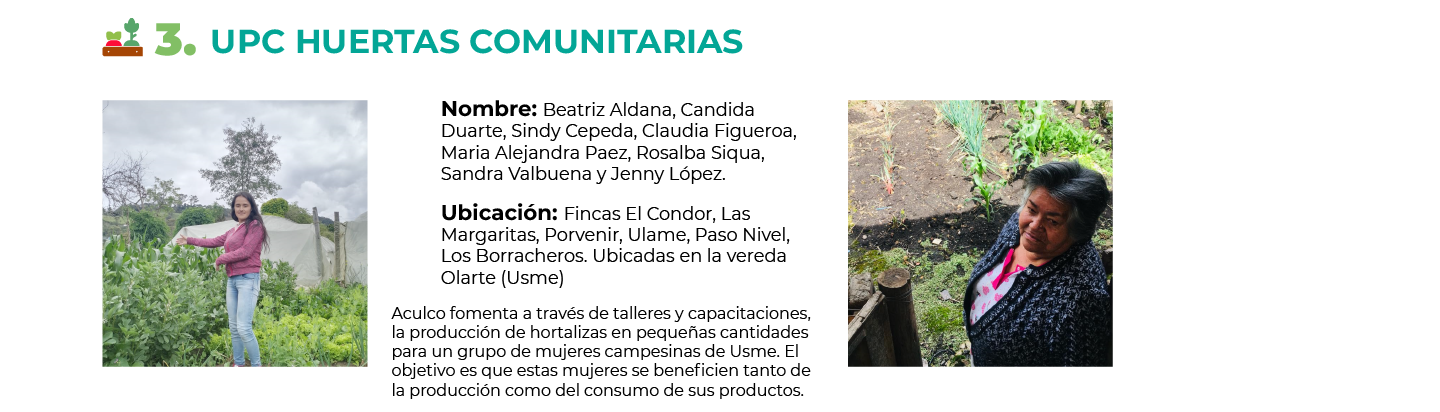 3. UPC HUERTAS COMUNITARIAS
Nombre: Beatriz Aldana, Candida
Duarte, Sindy Cepeda, Claudia Figueroa,
Maria Alejandra Paez, Rosalba Siqua,
Sandra Valbuena y Jenny López.
Ubicación: Fincas El Condor, Las
Margaritas, Porvenir, Ulame, Paso Nivel,
Los Borracheros. Ubicadas en la vereda
Olarte (Usme)
Aculco fomenta a través de talleres y capacitaciones,
la producción de hortalizas en pequeñas cantidades
para un grupo de mujeres campesinas de Usme. El
objetivo es que estas mujeres se beneficien tanto de
la producción como del consumo de sus productos.